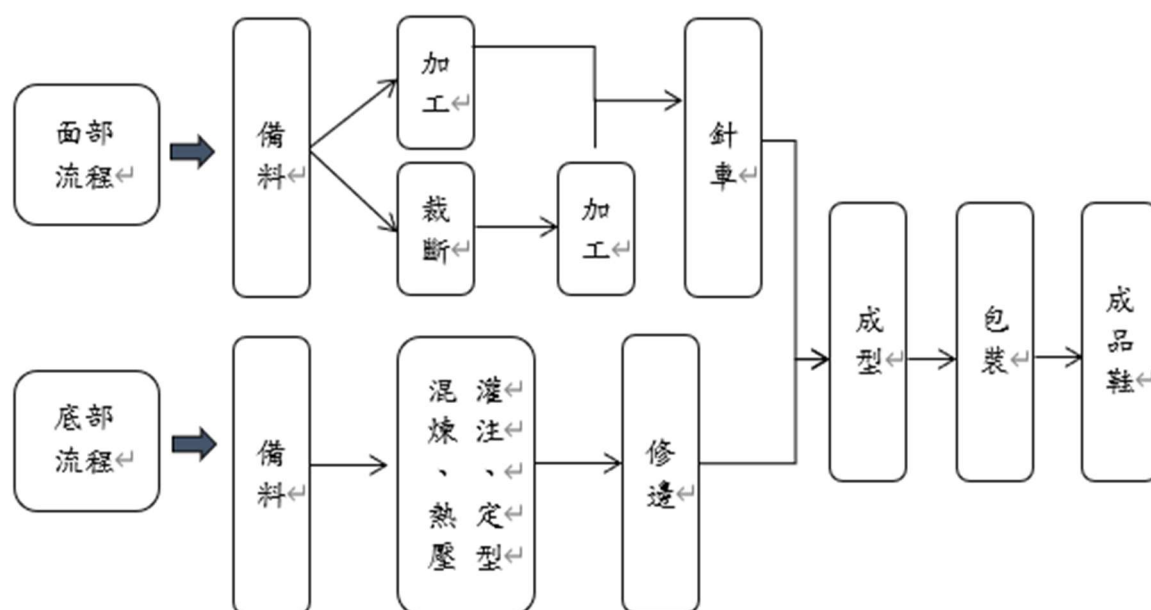 面部
流程
備
料
加
工
裁
斷
加
工
針
車
底部
流程
備
料
混 灌
煉 注
、 、
熱 定
壓 型
修
邊
成
型
包
裝
成
品
鞋